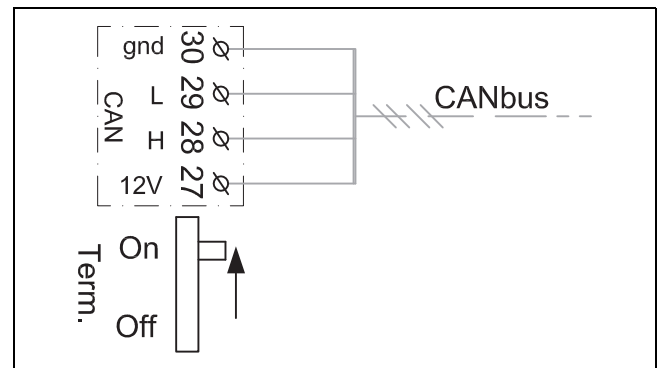 gnd 30
L 29
CANbus
CAN
H 28
12V 27
On
Term.
Off